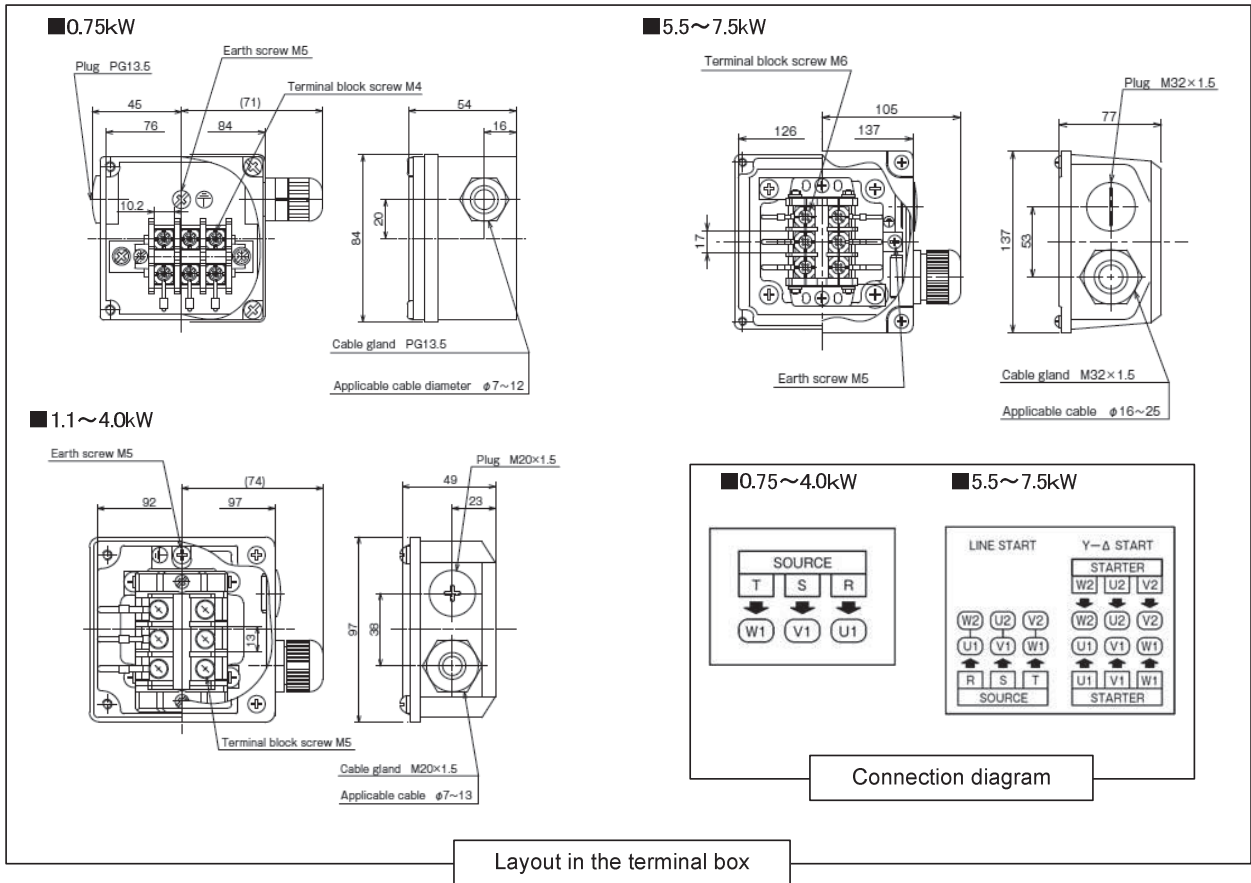 ■0.75kW
Earth screw M5
Plug PG13.5
Terminal block screw M4
45
(71)
76
84
10.2
54
16
20
84
Cable gland PG13.5
Applicable cable diameter φ7～12
■5.5～7.5kW
Terminal block screw M6
105
126
137
17
Earth screw M5
Plug M32×1.5
77
137
53
Cable gland M32×1.5
Applicable cable φ16～25
■1.1～4.0kW
Earth screw M5
(74)
92
97
13
Terminal block screw M5
Plug M20×1.5
49
23
97
38
Cable gland M20×1.5
Applicable cable φ7～13
■0.75～4.0kW
SOURCE
T S R
W1 V1 U1
■5.5～7.5kW
LINE START
W2 U2 V2
U1 V1 W1
R S T
SOURCE
Y－Δ START
STARTER
W2 U2 V2
W2 U2 V2
U1 V1 W1
U1 V1 W1
STARTER
Connection diagram
Layout in the terminal box